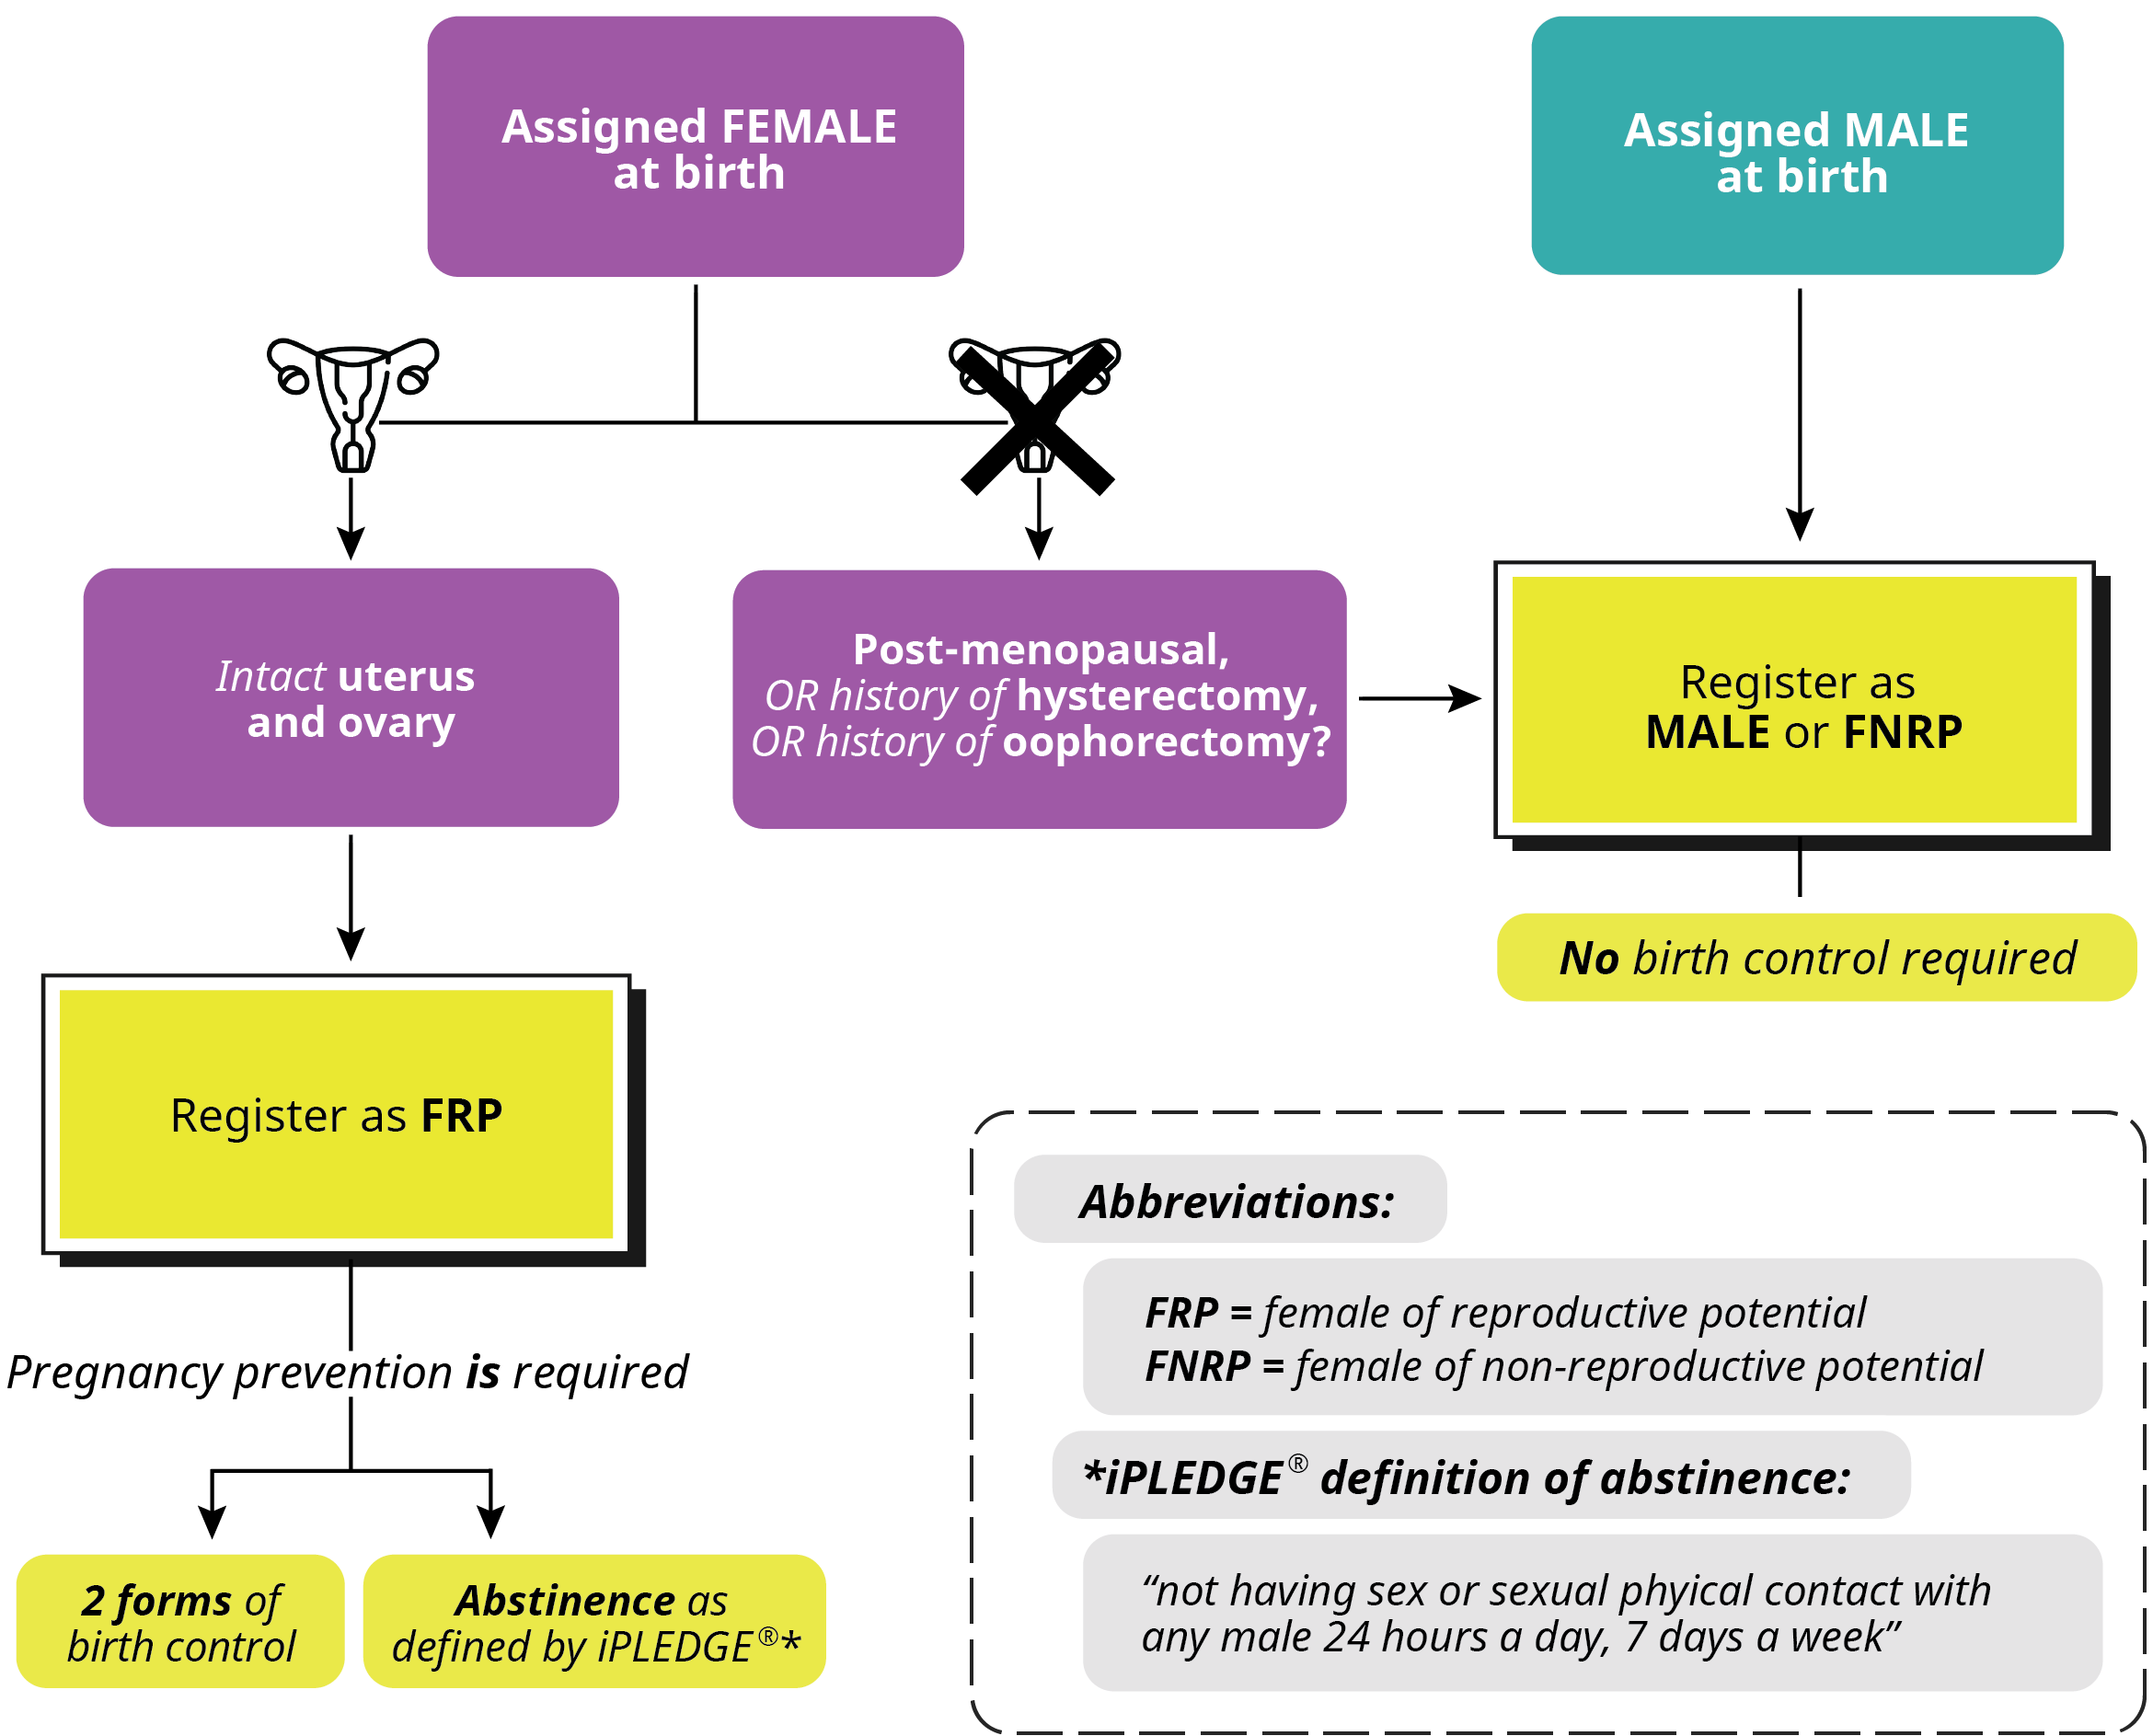 Assigned FEMALE
at birth
Assigned MALE
at birth
Intact uterus
and ovary
Post-menopausal,
OR history of hysterectomy,
OR history of oophorectomy?
Register as
MALE or FNRP
No birth control required
Register as FRP
Pregnancy prevention is required
2 forms of
birth control
Abstinence as
defined by iPLEDGE®*
Abbreviations:
FRP = female of reproductive potential
FNRP = female of non-reproductive potential
*iPLEDGE® definition of abstinence:
“not having sex or sexual phyical contact with
any male 24 hours a day, 7 days a week”